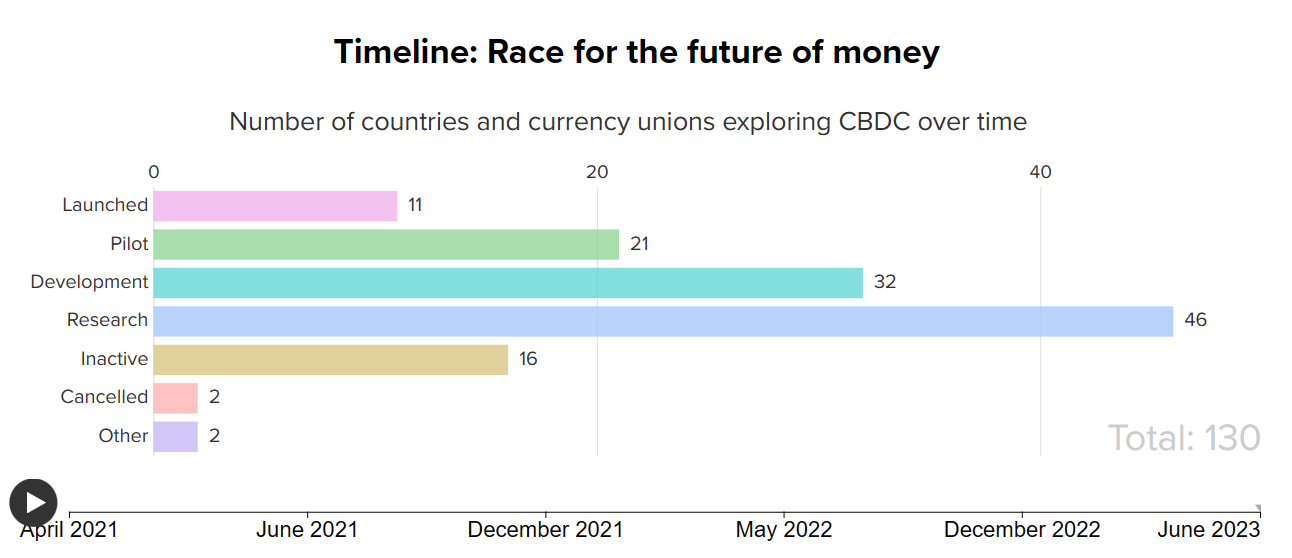 Timeline: Race for the future of money
Number of countries and currency unions exploring CBDC over time
0 20 40
Launched 11
Pilot 21
Development 32
Research 46
Inactive 16
Cancelled 2
Other 2
Total: 130
April 2021 June 2021 December 2021 May 2022 December 2022 June 2023